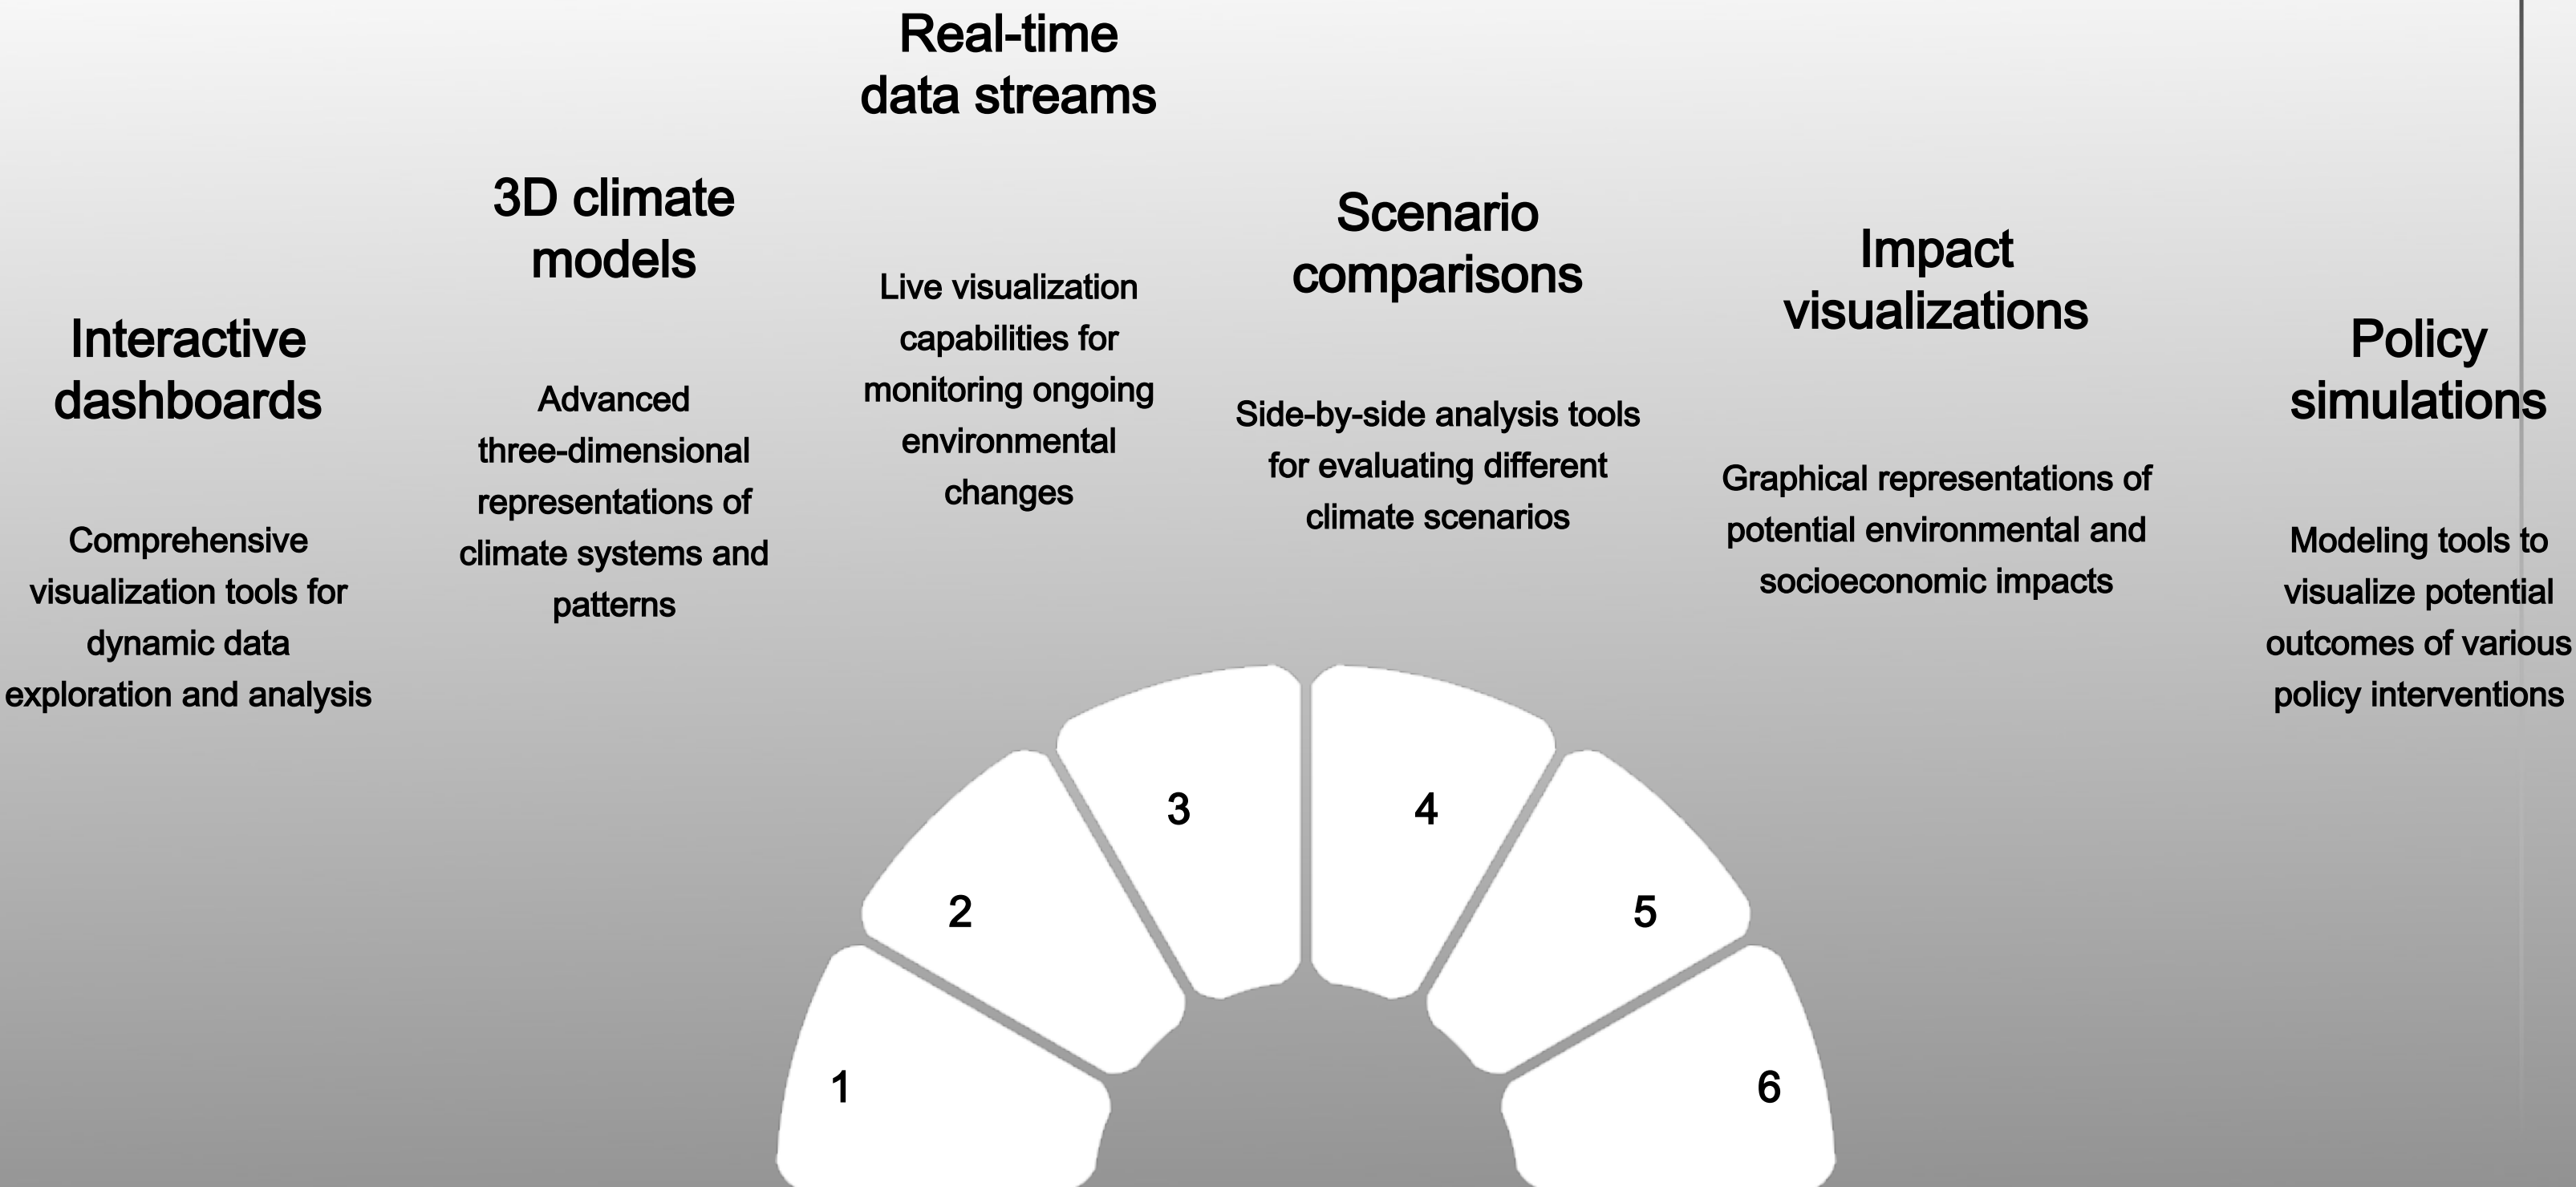 Interactive
dashboards
Comprehensive
visualization tools for
dynamic data
exploration and analysis
3D climate
models
Advanced
three-dimensional
representations of
climate systems and
patterns
Real-time
data streams
Live visualization
capabilities for
monitoring ongoing
environmental
changes
Scenario
comparisons
Side-by-side analysis tools
for evaluating different
climate scenarios
Impact
visualizations
Graphical representations of
potential environmental and
socioeconomic impacts
Policy
simulations
Modeling tools to
visualize potential
outcomes of various
policy interventions
1
2
3
4
5
6